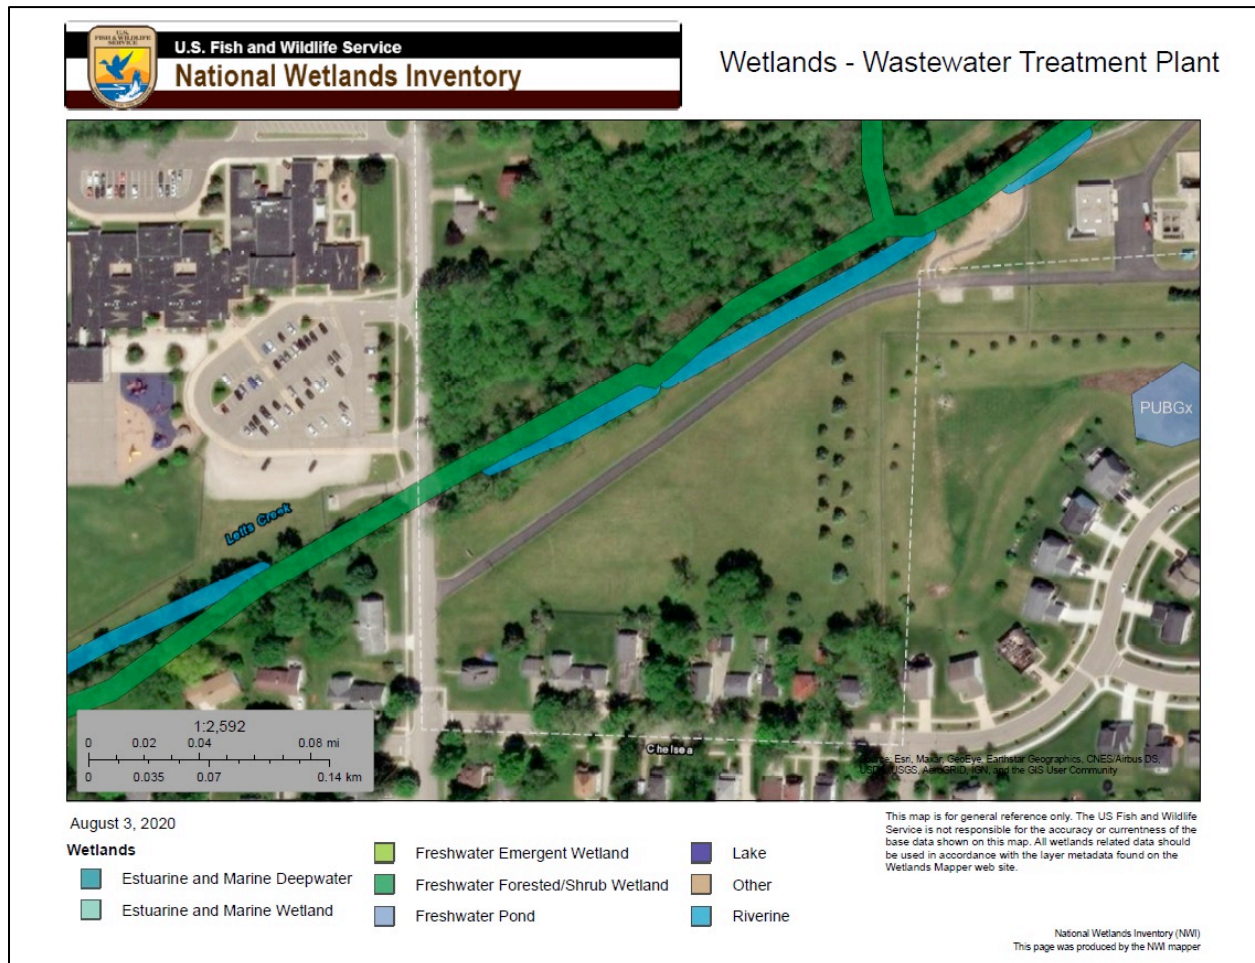 U.S.
FISH & WILDLIFE
SERVICE
U.S. Fish and Wildlife Service
National Wetlands Inventory
Wetlands - Wastewater Treatment Plant
PUBGx
Letts Creek
1:2,592
0 0.02 0.04 0.08 mi
0 0.035 0.07 0.14 km
Chelsea
Esri, Maxar, GeoEye, Earthstar Geographics, CNES/Airbus DS,
USGS, AeroGRID, IGN, and the GIS User Community
August 3, 2020
Wetlands
Estuarine and Marine Deepwater
Estuarine and Marine Wetland
Freshwater Emergent Wetland
Freshwater Forested/Shrub Wetland
Freshwater Pond
Lake
Other
Riverine
This map is for general reference only. The US Fish and Wildlife
Service is not responsible for the accuracy or currentness of the
base data shown on this map. All wetlands related data should
be used in accordance with the layer metadata found on the
Wetlands Mapper web site.
National Wetlands Inventory (NWI)
This page was produced by the NWI mapper